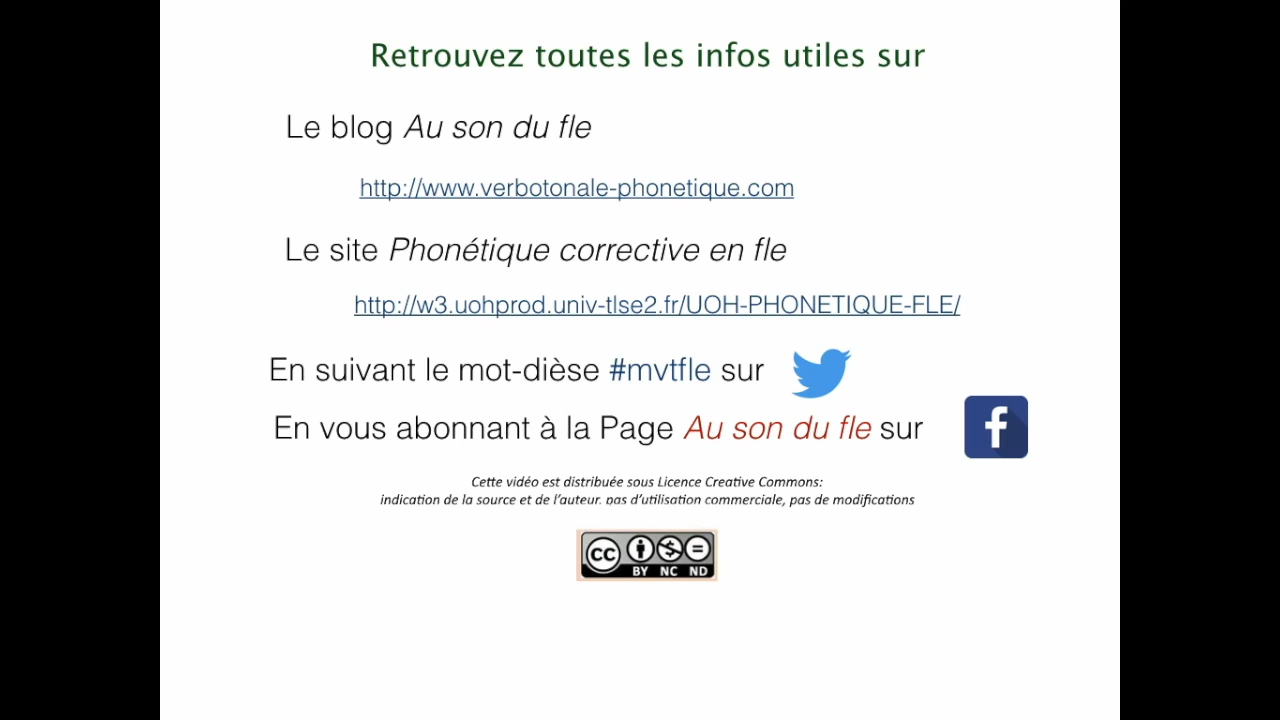 Retrouvez toutes les infos utiles sur
Le blog Au son du fle
http://www.verbotonale-phonetique.com
Le site Phonétique corrective en fle
http://w3.uohprod.univ-tlse2.fr/UOH-PHONETIQUE-FLE/
En suivant le mot-dièse #mvtfle sur
En vous abonnant à la Page Au son du fle sur
f
Cette vidéo est distribuée sous Licence Creative Commons:
indication de la source et de l'auteur, pas d'utilisation commerciale, pas de modifications
cc
BY NC ND